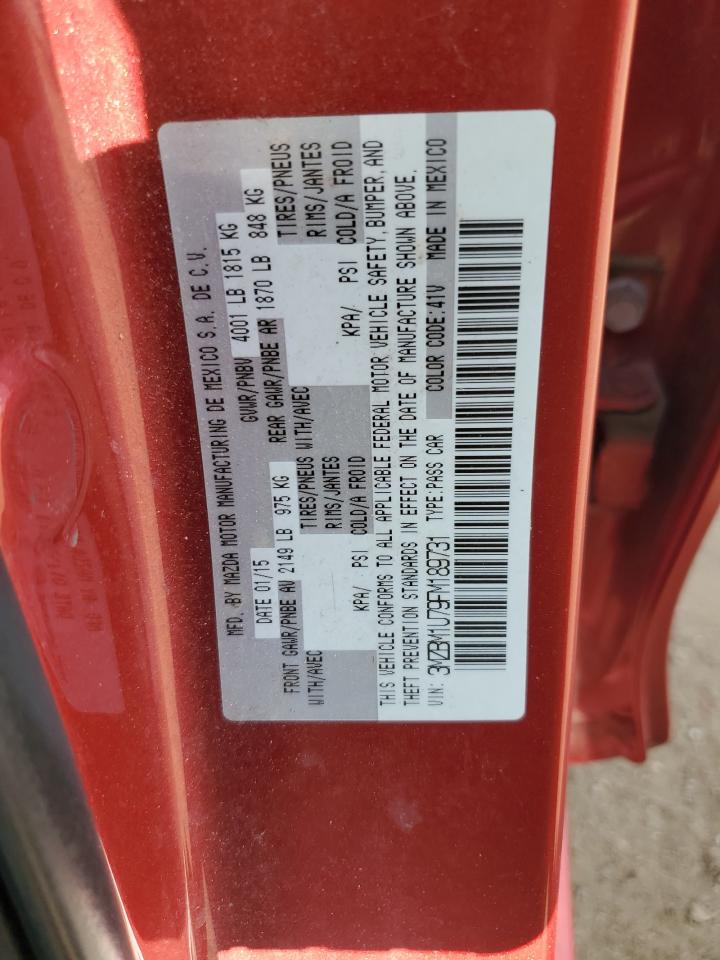 MFD. BY MAZDA MOTOR MANUFACTURING DE MEXICO S.A. DE C.V.
DATE 01/15 GVWR/PNBV 4001 LB 1815 KG
FRONT GAWR/PNBE AV 2149 LB 975 KG REAR GAWR/PNBE AR 1870 LB 848 KG
WITH/AVEC TIRES/PNEUS WITH/AVEC TIRES/PNEUS
RIMS/JANTES RIMS/JANTES
KPA/ PSI COLD/A FROID KPA/ PSI COLD/A FROID
THIS VEHICLE CONFORMS TO ALL APPLICABLE FEDERAL MOTOR VEHICLE SAFETY, BUMPER, AND
THEFT PREVENTION STANDARDS IN EFFECT ON THE DATE OF MANUFACTURE SHOWN ABOVE.
VIN: 3MZBM1U79FM189731 TYPE:PASS CAR COLOR CODE:41V MADE IN MEXICO